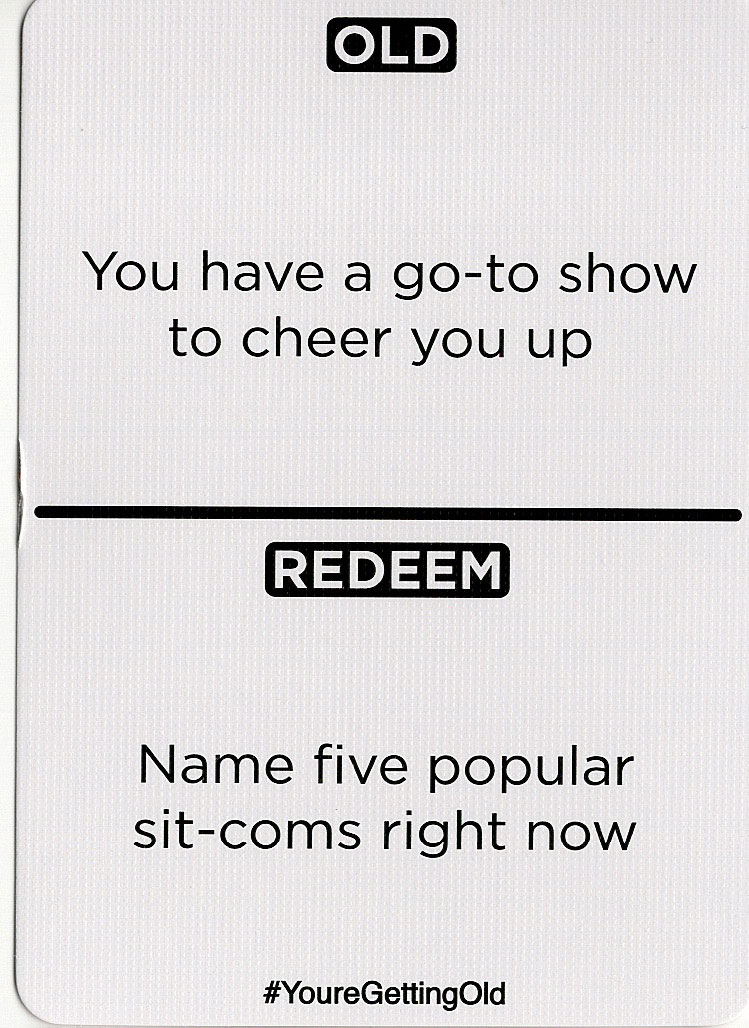 OLD
You have a go-to show
to cheer you up
REDEEM
Name five popular
sit-coms right now
#YoureGettingOld